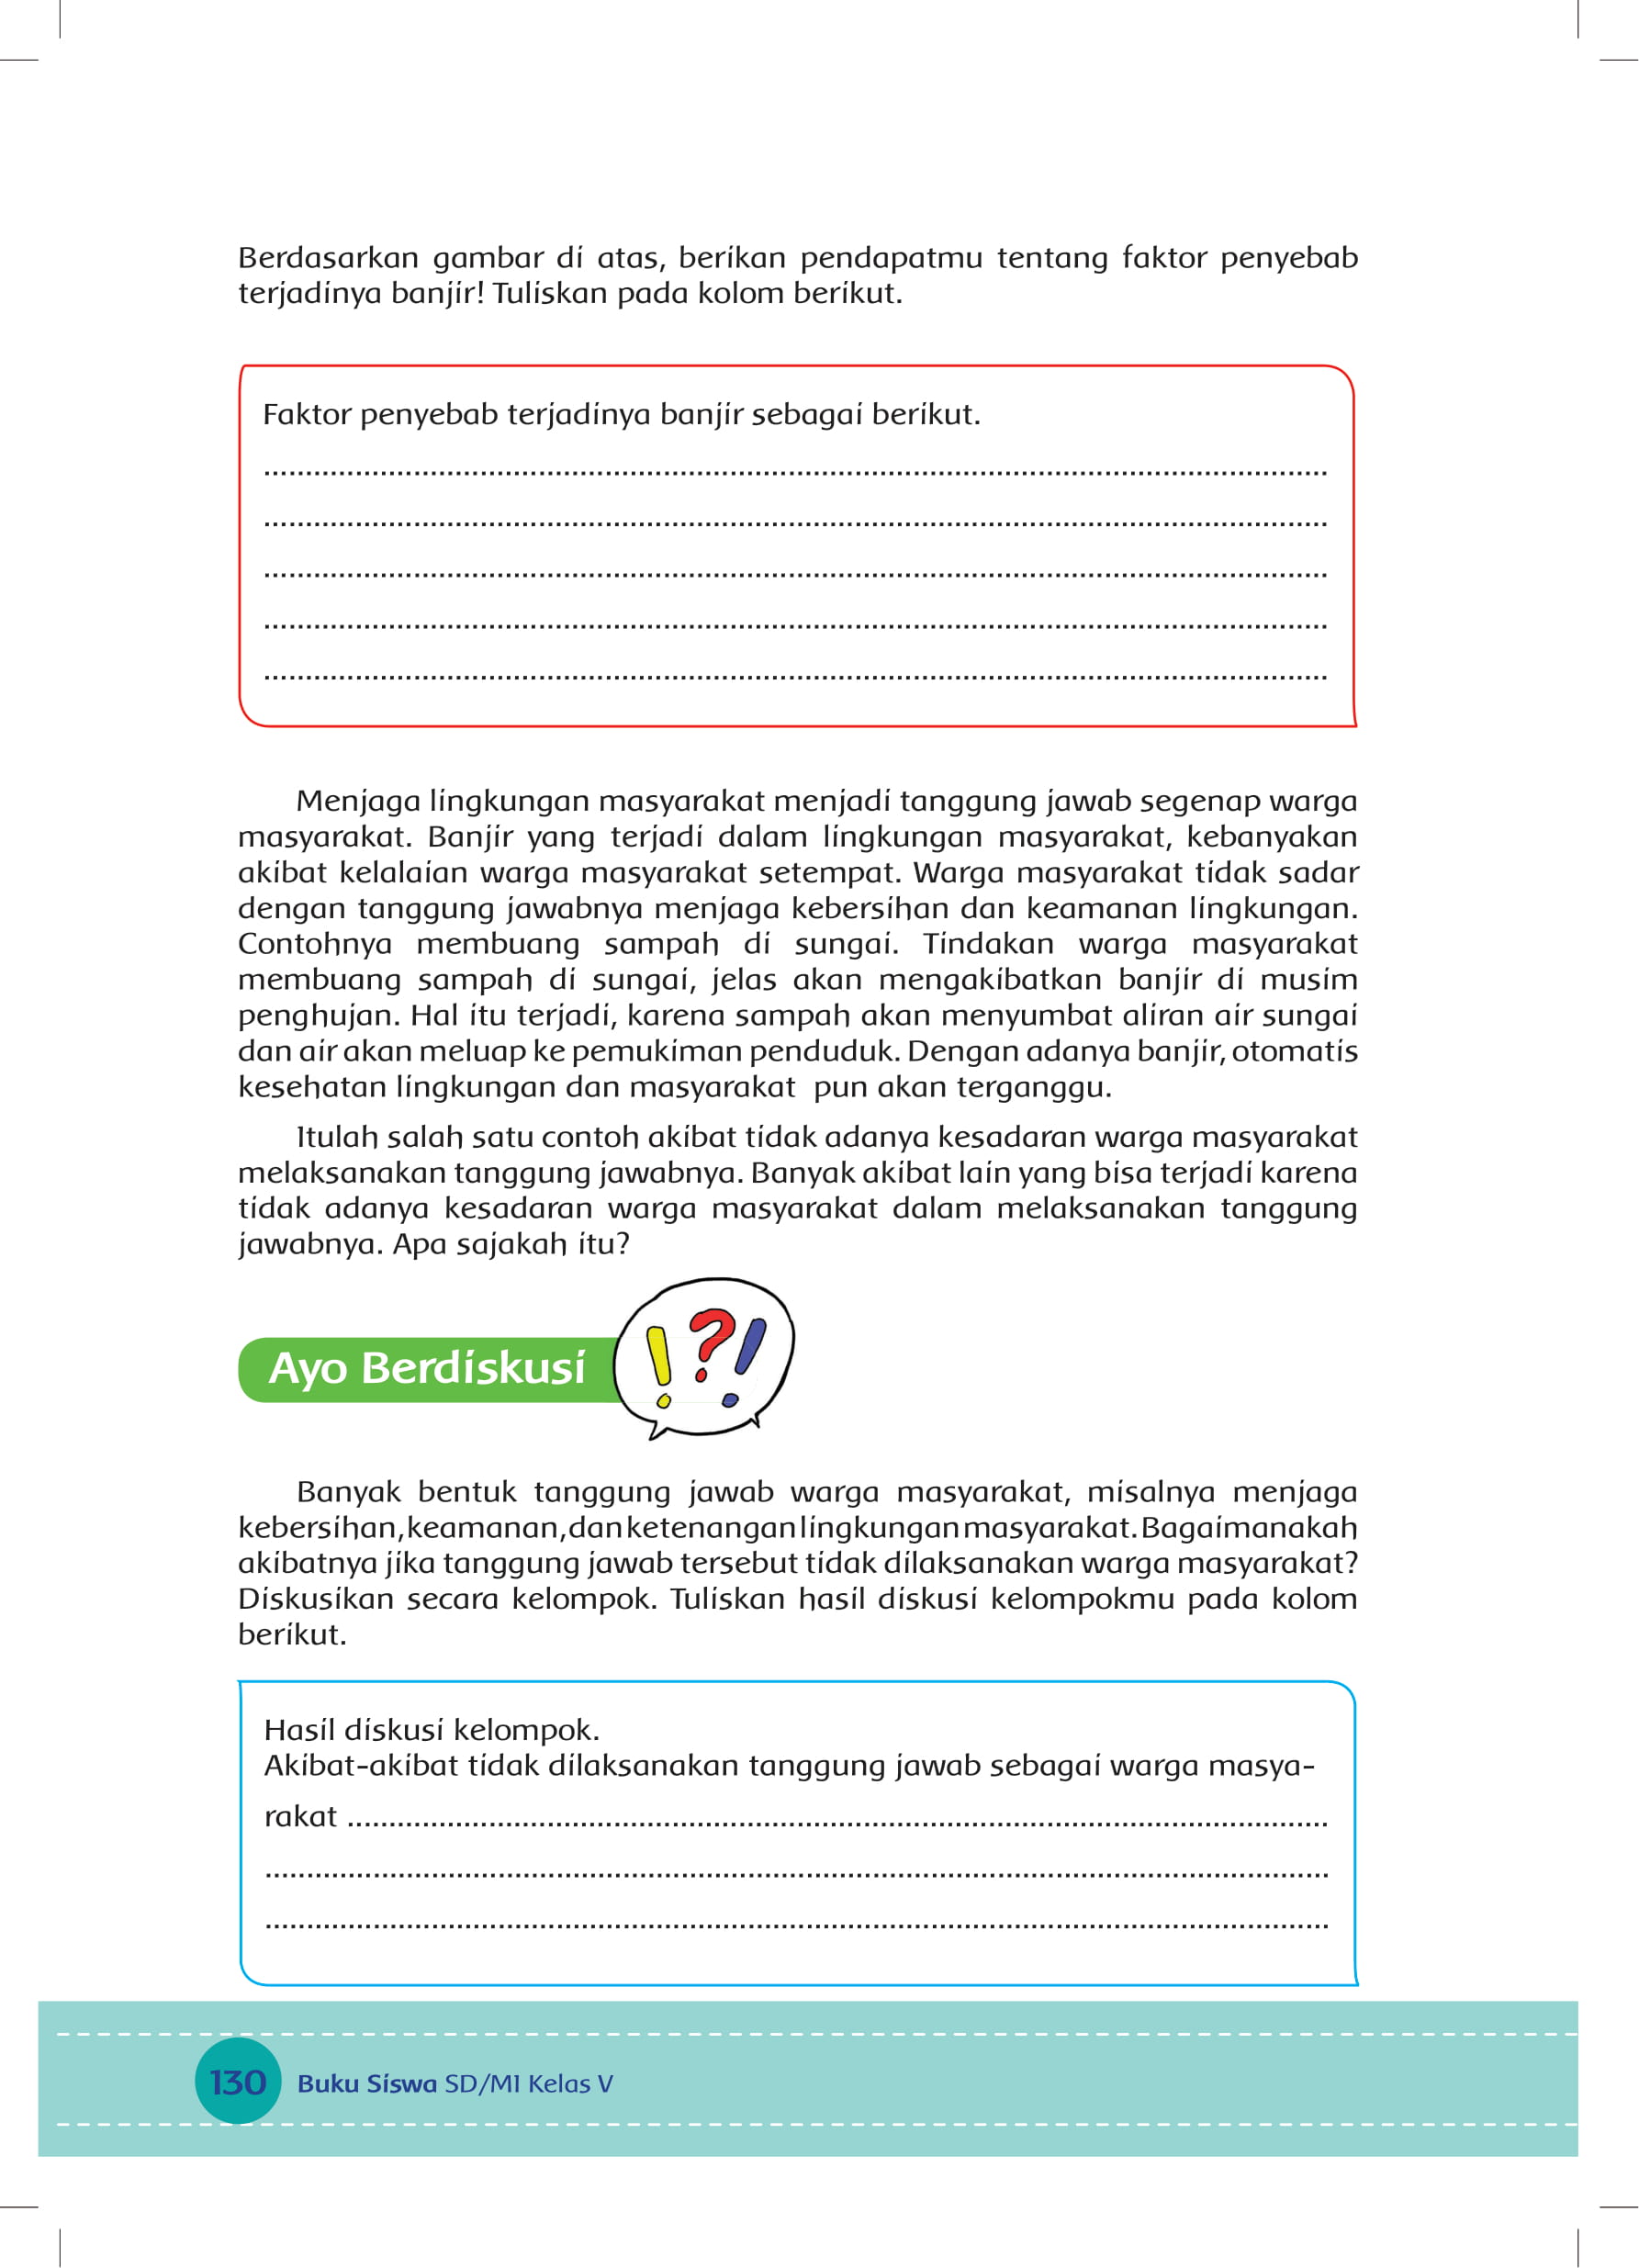 Berdasarkan gambar di atas, berikan pendapatmu tentang faktor penyebab
terjadinya banjir! Tuliskan pada kolom berikut.
Faktor penyebab terjadinya banjir sebagai berikut.
Menjaga lingkungan masyarakat menjadi tanggung jawab segenap warga
masyarakat. Banjir yang terjadi dalam lingkungan masyarakat, kebanyakan
akibat kelalaian warga masyarakat setempat. Warga masyarakat tidak sadar
dengan tanggung jawabnya menjaga kebersihan dan keamanan lingkungan.
Contohnya membuang sampah di sungai. Tindakan warga masyarakat
membuang sampah di sungai, jelas akan mengakibatkan banjir di musim
penghujan. Hal itu terjadi, karena sampah akan menyumbat aliran air sungai
dan air akan meluap ke pemukiman penduduk. Dengan adanya banjir, otomatis
kesehatan lingkungan dan masyarakat pun akan terganggu.
Itulah salah satu contoh akibat tidak adanya kesadaran warga masyarakat
melaksanakan tanggung jawabnya. Banyak akibat lain yang bisa terjadi karena
tidak adanya kesadaran warga masyarakat dalam melaksanakan tanggung
jawabnya. Apa sajakah itu?
Ayo Berdiskusi
! ? !
Banyak bentuk tanggung jawab warga masyarakat, misalnya menjaga
kebersihan, keamanan, dan ketenangan lingkungan masyarakat. Bagaimanakah
akibatnya jika tanggung jawab tersebut tidak dilaksanakan warga masyarakat?
Diskusikan secara kelompok. Tuliskan hasil diskusi kelompokmu pada kolom
berikut.
Hasil diskusi kelompok.
Akibat-akibat tidak dilaksanakan tanggung jawab sebagai warga masya-
rakat ........................................................................
130 Buku Siswa SD/MI Kelas V